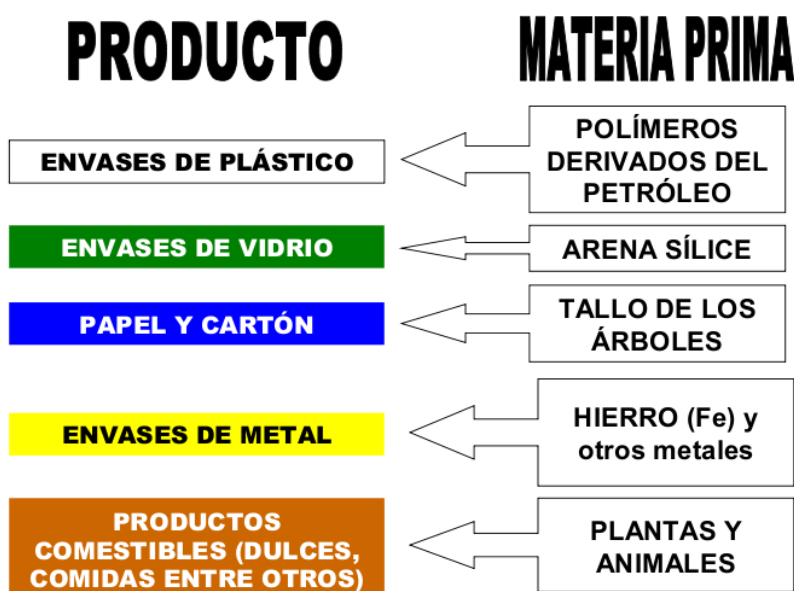 PRODUCTO
MATERIA PRIMA
ENVASES DE PLÁSTICO
POLÍMEROS
DERIVADOS DEL
PETRÓLEO
ENVASES DE VIDRIO
ARENA SÍLICE
PAPEL Y CARTÓN
TALLO DE LOS
ÁRBOLES
ENVASES DE METAL
HIERRO (Fe) y
otros metales
PRODUCTOS
COMESTIBLES (DULCES,
COMIDAS ENTRE OTROS)
PLANTAS Y
ANIMALES